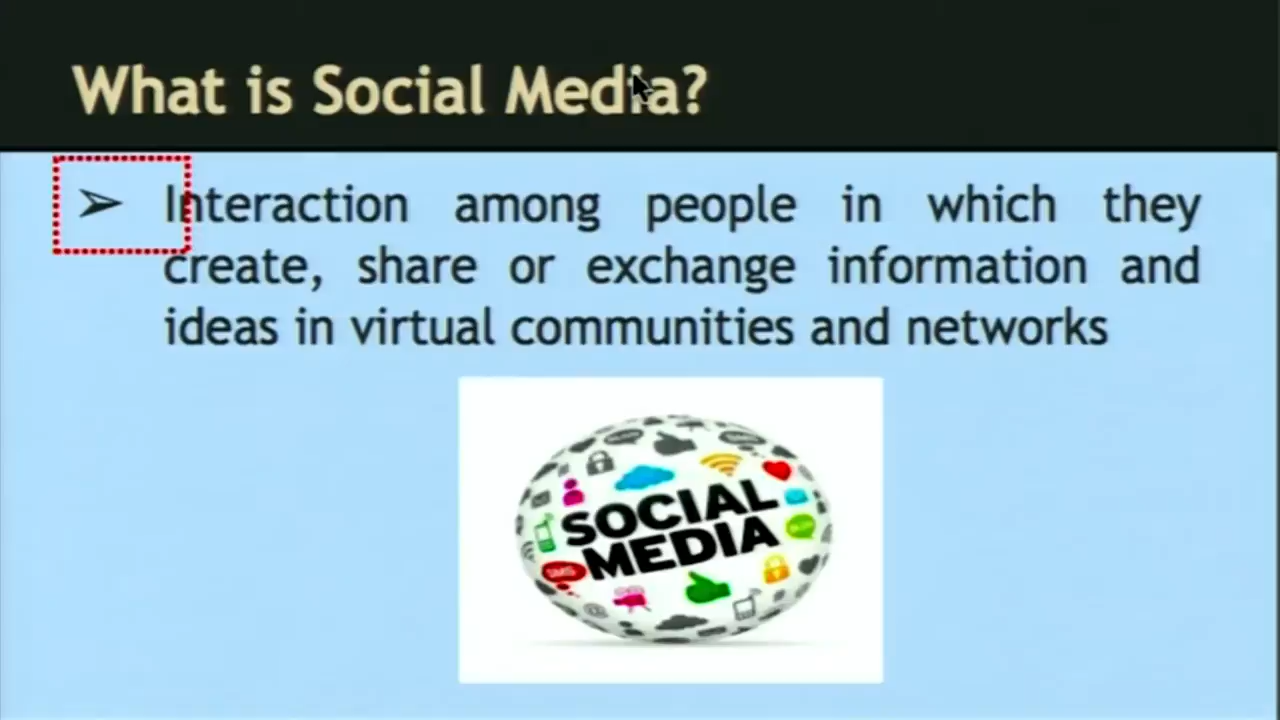 What is Social Media?
➢ Interaction among people in which they
create, share or exchange information and
ideas in virtual communities and networks
SOCIAL
MEDIA
SMS